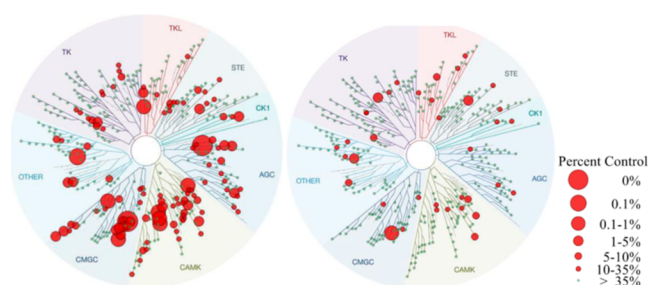 TK
TKL
STE
CK1
AGC
CAMK
CMGC
OTHER
TK
TKL
STE
CK1
AGC
CAMK
CMGC
OTHER
Percent Control
0%
0.1%
0.1-1%
1-5%
5-10%
10-35%
> 35%